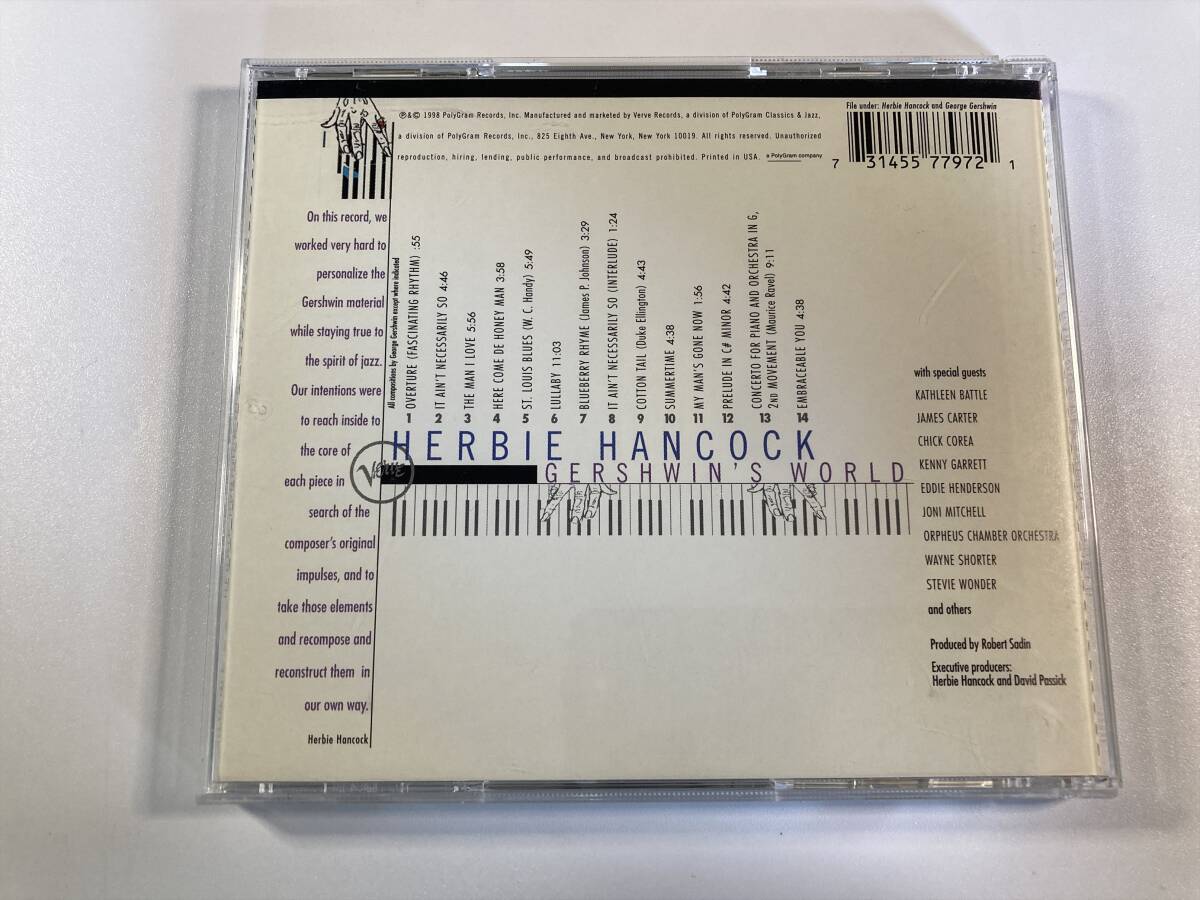 File under: Herbie Hancock and George Gershwin
℗&© 1998 PolyGram Records, Inc. Manufactured and marketed by Verve Records, a division of PolyGram Classics & Jazz,
a division of PolyGram Records, Inc., 825 Eighth Ave., New York, New York 10019. All rights reserved. Unauthorized
reproduction, hiring, lending, public performance, and broadcast prohibited. Printed in USA. a PolyGram company
7 31455 77972 1
On this record, we
worked very hard to
personalize the
Gershwin material
while staying true to
the spirit of jazz.
Our intentions were
to reach inside to
the core of
each piece in
search of the
composer's original
impulses, and to
take those elements
and recompose and
reconstruct them in
our own way.
Herbie Hancock
All compositions by George Gershwin except where indicated
1 OVERTURE (FASCINATING RHYTHM) :55
2 IT AIN'T NECESSARILY SO 4:46
3 THE MAN I LOVE 5:56
4 HERE COME DE HONEY MAN 3:58
5 ST. LOUIS BLUES (W. C. Handy) 5:49
6 LULLABY 11:03
7 BLUEBERRY RHYME (James P. Johnson) 3:29
8 IT AIN'T NECESSARILY SO (INTERLUDE) 1:24
9 COTTON TAIL (Duke Ellington) 4:43
10 SUMMERTIME 4:38
11 MY MAN'S GONE NOW 1:56
12 PRELUDE IN C# MINOR 4:42
13 CONCERTO FOR PIANO AND ORCHESTRA IN G,
2ND MOVEMENT (Maurice Ravel) 9:11
14 EMBRACEABLE YOU 4:38
HERBIE HANCOCK
Verve
GERSHWIN'S WORLD
with special guests
KATHLEEN BATTLE
JAMES CARTER
CHICK COREA
KENNY GARRETT
EDDIE HENDERSON
JONI MITCHELL
ORPHEUS CHAMBER ORCHESTRA
WAYNE SHORTER
STEVIE WONDER
and others
Produced by Robert Sadin
Executive producers:
Herbie Hancock and David Passick